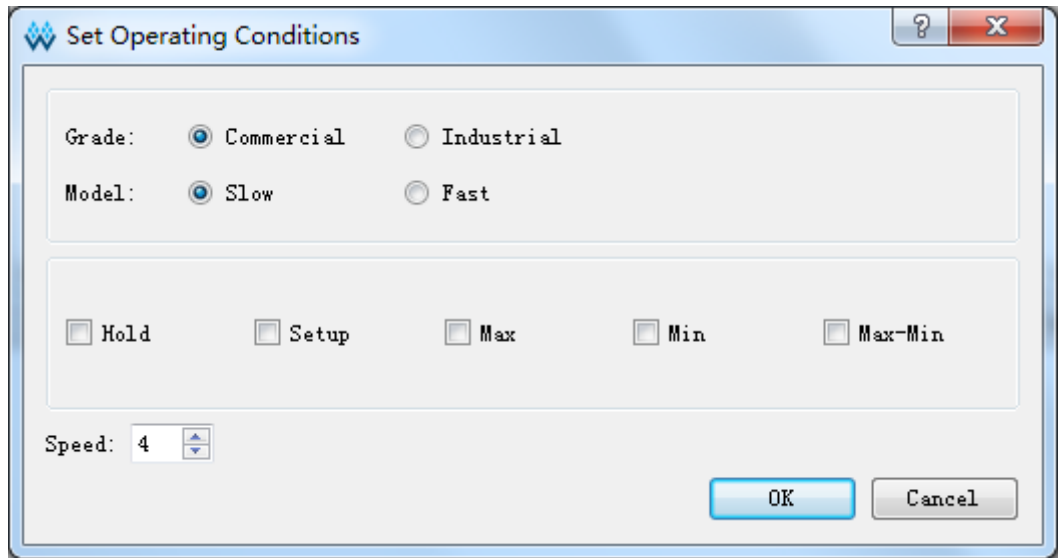 Set Operating Conditions
Grade: Commercial Industrial
Model: Slow Fast
Hold Setup Max Min Max-Min
Speed: 4
OK Cancel